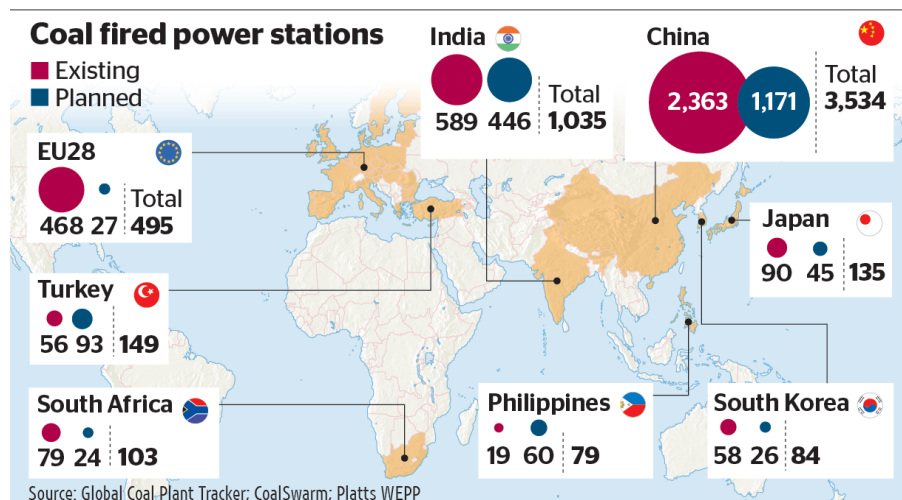 Coal fired power stations
Existing
Planned
India
589 446
Total
1,035
China
2,363 1,171
Total
3,534
EU28
468 27
Total
495
Turkey
56 93 149
South Africa
79 24 103
Japan
90 45 135
Philippines
19 60 79
South Korea
58 26 84
Source: Global Coal Plant Tracker; CoalSwarm; Platts WEPP